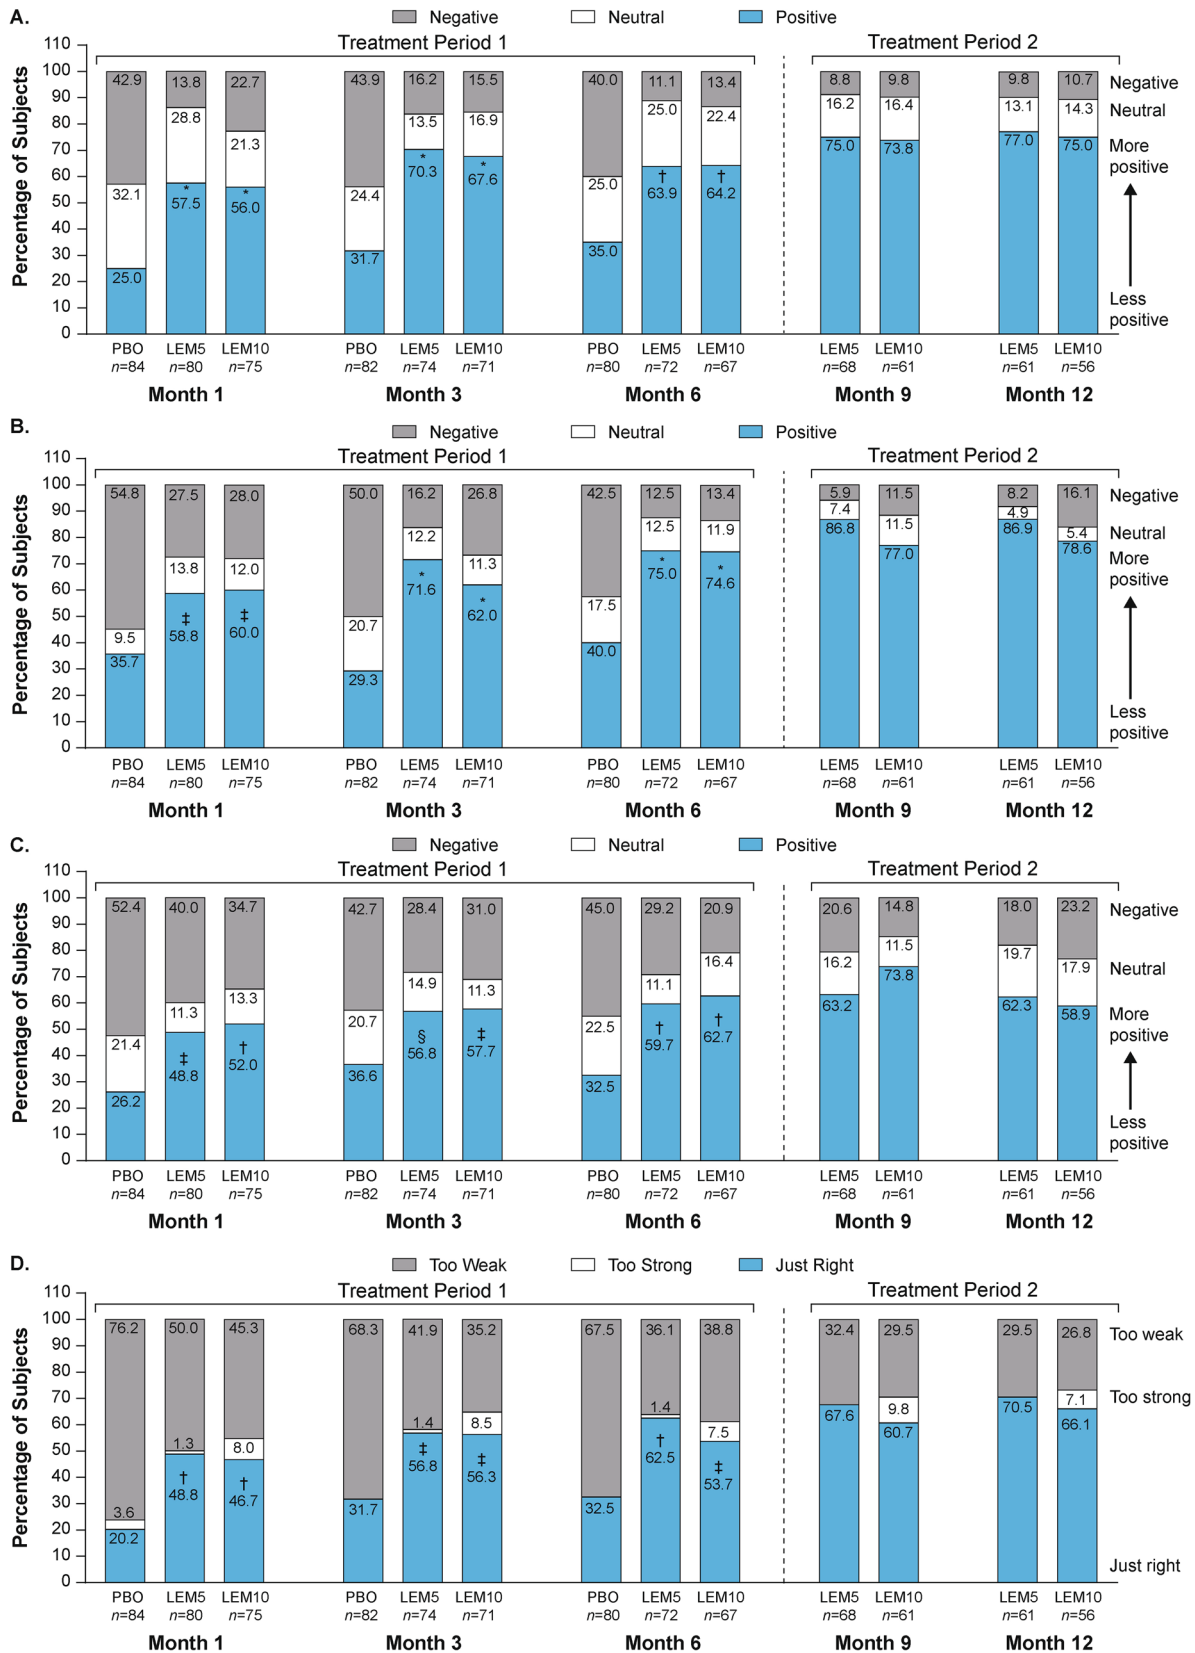 A.
Negative Neutral Positive
Treatment Period 1 Treatment Period 2
Percentage of Subjects
110
100
90
80
70
60
50
40
30
20
10
0
42.9 13.8 22.7 43.9 16.2 15.5 40.0 11.1 13.4 8.8 9.8 9.8 10.7
32.1 28.8 21.3 24.4 13.5 16.9 25.0 25.0 22.4 16.2 16.4 13.1 14.3
* * * * † †
25.0 57.5 56.0 31.7 70.3 67.6 35.0 63.9 64.2 75.0 73.8 77.0 75.0
Negative
Neutral
More
positive
Less
positive
PBO LEM5 LEM10 PBO LEM5 LEM10 PBO LEM5 LEM10 LEM5 LEM10 LEM5 LEM10
n=84 n=80 n=75 n=82 n=74 n=71 n=80 n=72 n=67 n=68 n=61 n=61 n=56
Month 1 Month 3 Month 6 Month 9 Month 12
B.
Negative Neutral Positive
Treatment Period 1 Treatment Period 2
Percentage of Subjects
110
100
90
80
70
60
50
40
30
20
10
0
54.8 27.5 28.0 50.0 16.2 26.8 42.5 12.5 13.4 5.9 11.5 8.2 16.1
9.5 13.8 12.0 20.7 12.2 11.3 17.5 12.5 11.9 7.4 11.5 4.9 5.4
‡ ‡ * * * *
35.7 58.8 60.0 29.3 71.6 62.0 40.0 75.0 74.6 86.8 77.0 86.9 78.6
Negative
Neutral
More
positive
Less
positive
PBO LEM5 LEM10 PBO LEM5 LEM10 PBO LEM5 LEM10 LEM5 LEM10 LEM5 LEM10
n=84 n=80 n=75 n=82 n=74 n=71 n=80 n=72 n=67 n=68 n=61 n=61 n=56
Month 1 Month 3 Month 6 Month 9 Month 12
C.
Negative Neutral Positive
Treatment Period 1 Treatment Period 2
Percentage of Subjects
110
100
90
80
70
60
50
40
30
20
10
0
52.4 40.0 34.7 42.7 28.4 31.0 45.0 29.2 20.9 20.6 14.8 18.0 23.2
21.4 11.3 13.3 20.7 14.9 11.3 22.5 11.1 16.4 16.2 11.5 19.7 17.9
‡ † § ‡ † †
26.2 48.8 52.0 36.6 56.8 57.7 32.5 59.7 62.7 63.2 73.8 62.3 58.9
Negative
Neutral
More
positive
Less
positive
PBO LEM5 LEM10 PBO LEM5 LEM10 PBO LEM5 LEM10 LEM5 LEM10 LEM5 LEM10
n=84 n=80 n=75 n=82 n=74 n=71 n=80 n=72 n=67 n=68 n=61 n=61 n=56
Month 1 Month 3 Month 6 Month 9 Month 12
D.
Too Weak Too Strong Just Right
Treatment Period 1 Treatment Period 2
Percentage of Subjects
110
100
90
80
70
60
50
40
30
20
10
0
76.2 50.0 45.3 68.3 41.9 35.2 67.5 36.1 38.8 32.4 29.5 29.5 26.8
3.6 1.3 8.0 1.4 8.5 1.4 7.5 9.8 7.1
† † ‡ ‡ † ‡
20.2 48.8 46.7 31.7 56.8 56.3 32.5 62.5 53.7 67.6 60.7 70.5 66.1
Too weak
Too strong
Just right
PBO LEM5 LEM10 PBO LEM5 LEM10 PBO LEM5 LEM10 LEM5 LEM10 LEM5 LEM10
n=84 n=80 n=75 n=82 n=74 n=71 n=80 n=72 n=67 n=68 n=61 n=61 n=56
Month 1 Month 3 Month 6 Month 9 Month 12